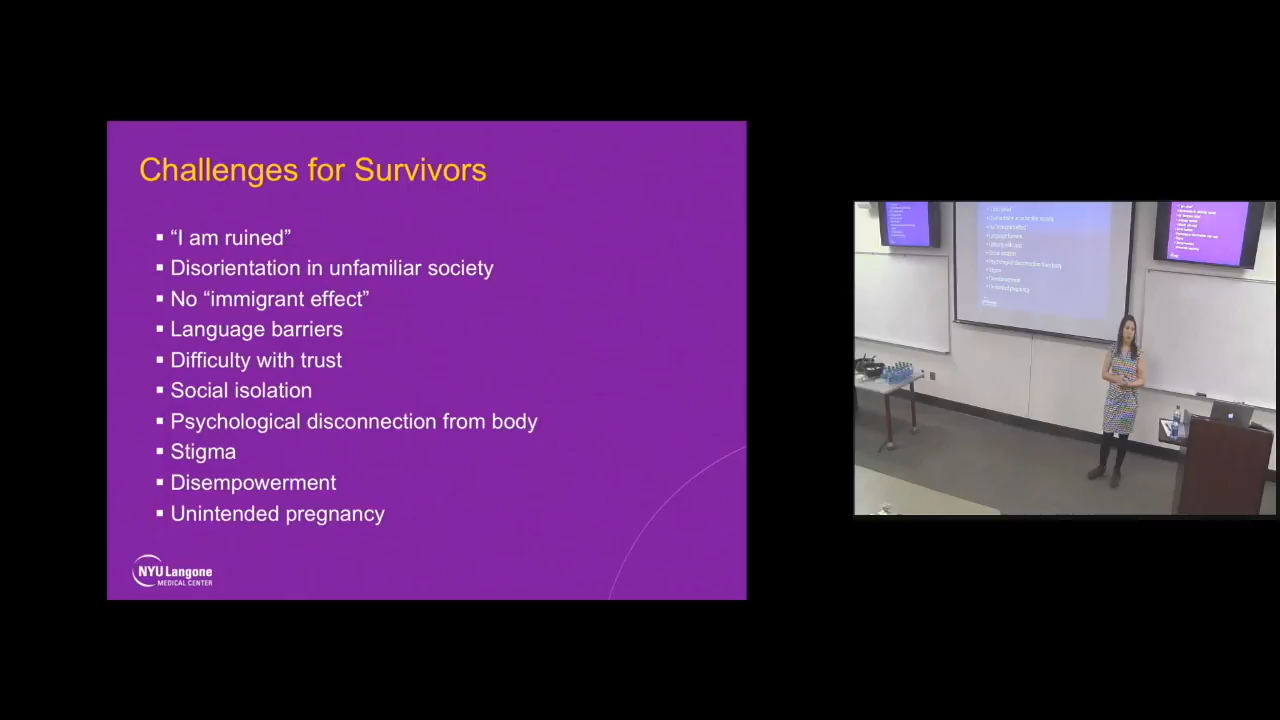 Challenges for Survivors
▪ “I am ruined”
▪ Disorientation in unfamiliar society
▪ No “immigrant effect”
▪ Language barriers
▪ Difficulty with trust
▪ Social isolation
▪ Psychological disconnection from body
▪ Stigma
▪ Disempowerment
▪ Unintended pregnancy
NYU Langone
MEDICAL CENTER